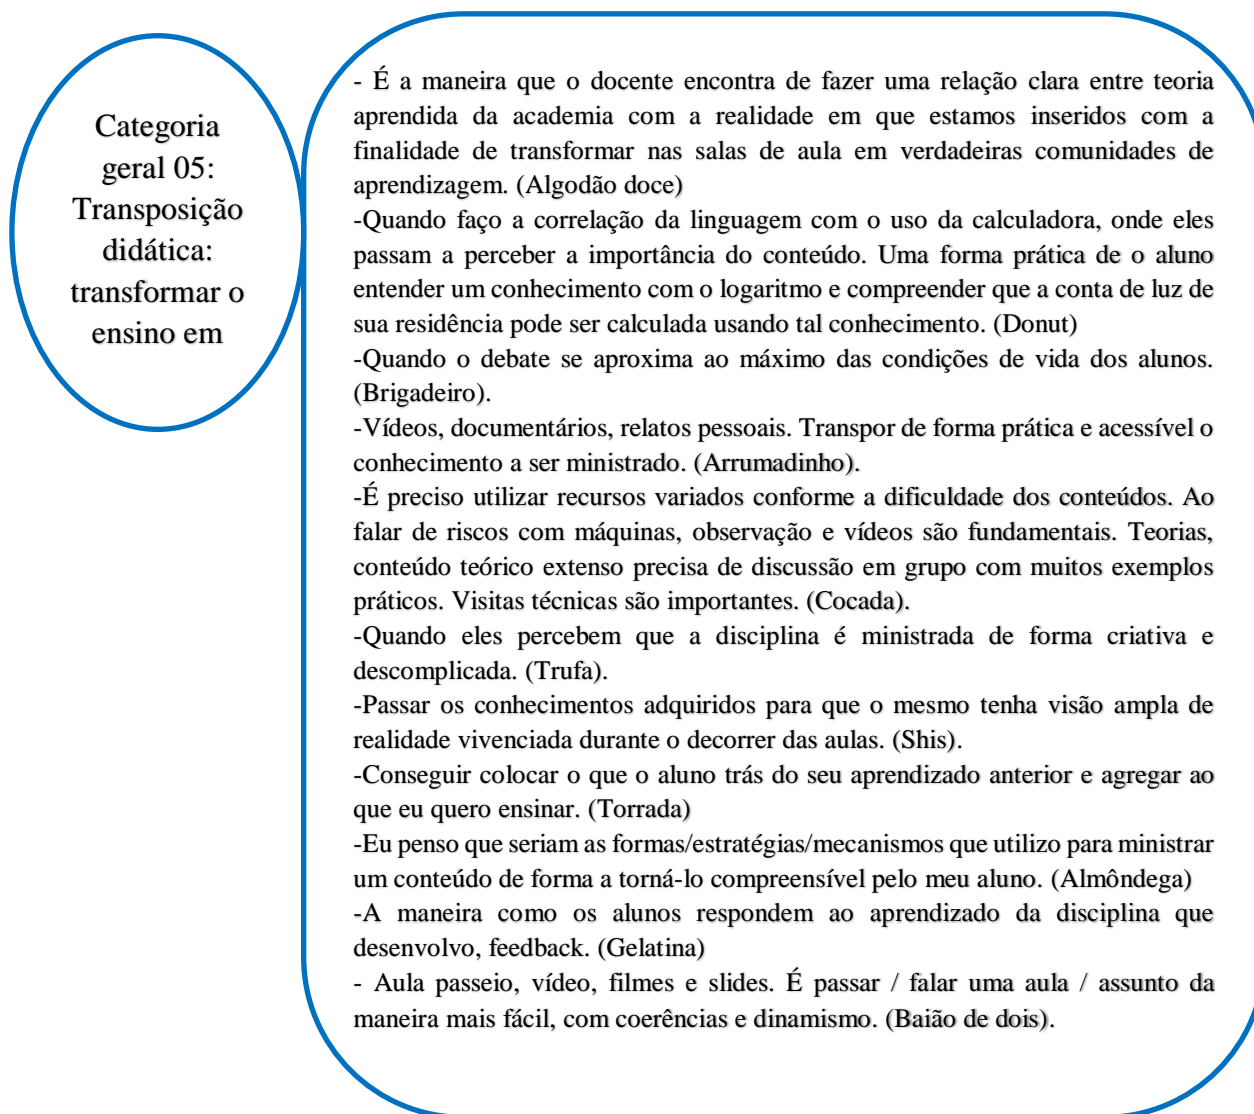 Categoria
geral 05:
Transposição
didática:
transformar o
ensino em
- É a maneira que o docente encontra de fazer uma relação clara entre teoria
aprendida da academia com a realidade em que estamos inseridos com a
finalidade de transformar nas salas de aula em verdadeiras comunidades de
aprendizagem. (Algodão doce)
-Quando faço a correlação da linguagem com o uso da calculadora, onde eles
passam a perceber a importância do conteúdo. Uma forma prática de o aluno
entender um conhecimento com o logaritmo e compreender que a conta de luz de
sua residência pode ser calculada usando tal conhecimento. (Donut)
-Quando o debate se aproxima ao máximo das condições de vida dos alunos.
(Brigadeiro).
-Vídeos, documentários, relatos pessoais. Transpor de forma prática e acessível o
conhecimento a ser ministrado. (Arrumadinho).
-É preciso utilizar recursos variados conforme a dificuldade dos conteúdos. Ao
falar de riscos com máquinas, observação e vídeos são fundamentais. Teorias,
conteúdo teórico extenso precisa de discussão em grupo com muitos exemplos
práticos. Visitas técnicas são importantes. (Cocada).
-Quando eles percebem que a disciplina é ministrada de forma criativa e
descomplicada. (Trufa).
-Passar os conhecimentos adquiridos para que o mesmo tenha visão ampla de
realidade vivenciada durante o decorrer das aulas. (Shis).
-Conseguir colocar o que o aluno trás do seu aprendizado anterior e agregar ao
que eu quero ensinar. (Torrada)
-Eu penso que seriam as formas/estratégias/mecanismos que utilizo para ministrar
um conteúdo de forma a torná-lo compreensível pelo meu aluno. (Almôndega)
-A maneira como os alunos respondem ao aprendizado da disciplina que
desenvolvo, feedback. (Gelatina)
- Aula passeio, vídeo, filmes e slides. É passar / falar uma aula / assunto da
maneira mais fácil, com coerências e dinamismo. (Baião de dois).